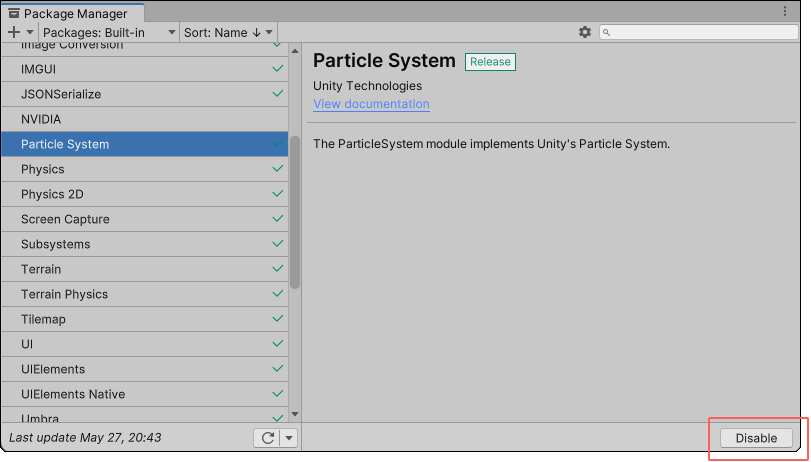 Package Manager
Packages: Built-in
Sort: Name ↓
Image Conversion
IMGUI
JSONSerialize
NVIDIA
Particle System
Physics
Physics 2D
Screen Capture
Subsystems
Terrain
Terrain Physics
Tilemap
UI
UIElements
UIElements Native
Umbra
Last update May 27, 20:43
Particle System Release
Unity Technologies
View documentation
The ParticleSystem module implements Unity's Particle System.
Disable